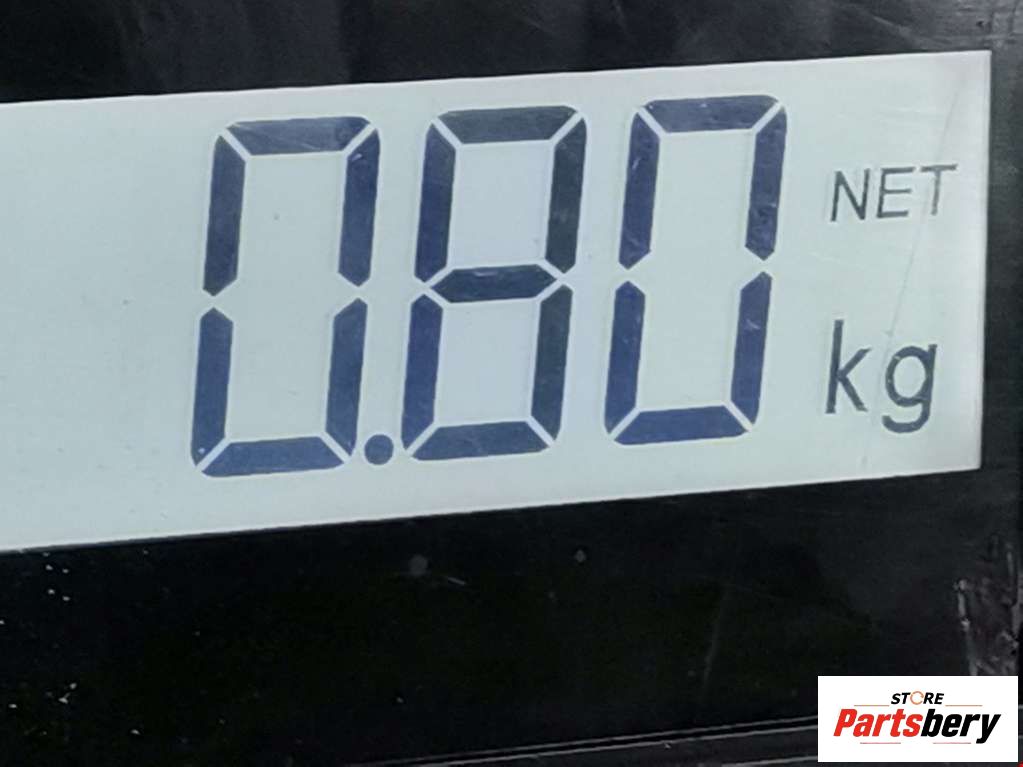 0.80 NET
kg
STORE
Partsbery